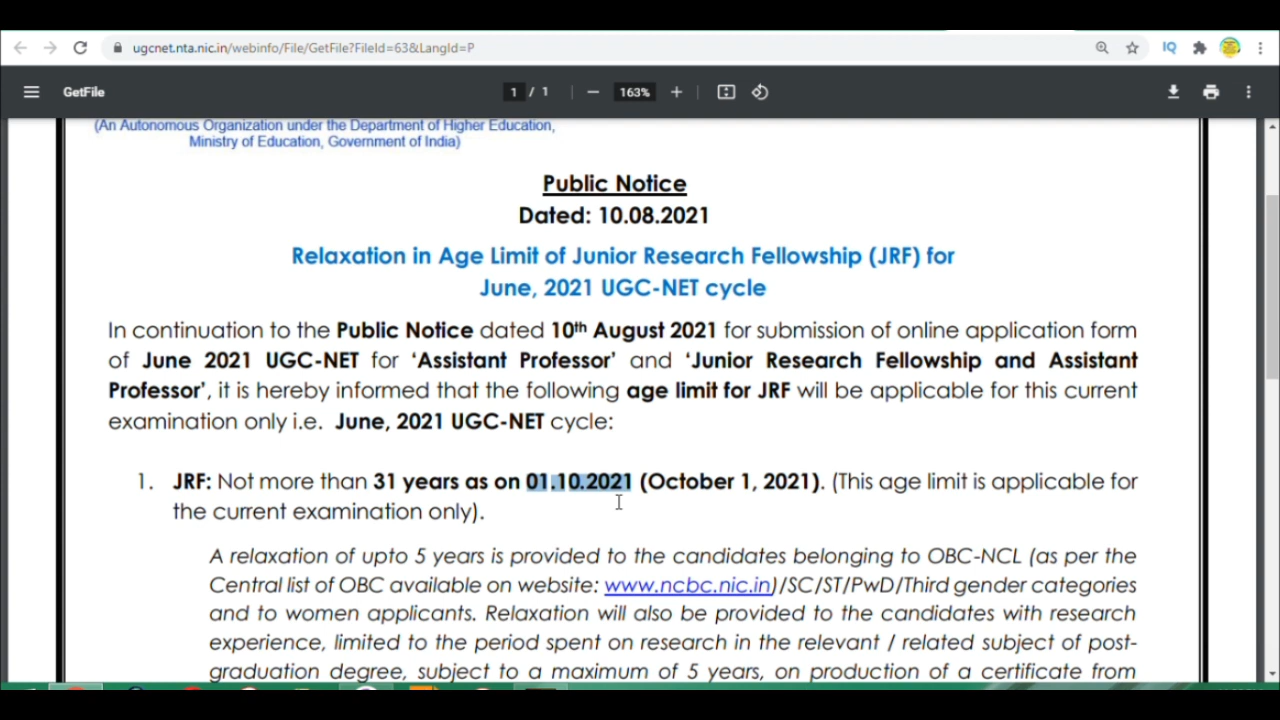 ugcnet.nta.nic.in/webinfo/File/GetFile?FileId=63&LangId=P
IQ
GetFile
1 / 1
163%
(An Autonomous Organization under the Department of Higher Education,
Ministry of Education, Government of India)
Public Notice
Dated: 10.08.2021
Relaxation in Age Limit of Junior Research Fellowship (JRF) for
June, 2021 UGC-NET cycle
In continuation to the Public Notice dated 10th August 2021 for submission of online application form
of June 2021 UGC-NET for ‘Assistant Professor’ and ‘Junior Research Fellowship and Assistant
Professor’, it is hereby informed that the following age limit for JRF will be applicable for this current
examination only i.e. June, 2021 UGC-NET cycle:
1. JRF: Not more than 31 years as on 01.10.2021 (October 1, 2021). (This age limit is applicable for
the current examination only).
A relaxation of upto 5 years is provided to the candidates belonging to OBC-NCL (as per the
Central list of OBC available on website: www.ncbc.nic.in)/SC/ST/PwD/Third gender categories
and to women applicants. Relaxation will also be provided to the candidates with research
experience, limited to the period spent on research in the relevant / related subject of post-
graduation degree, subject to a maximum of 5 years, on production of a certificate from